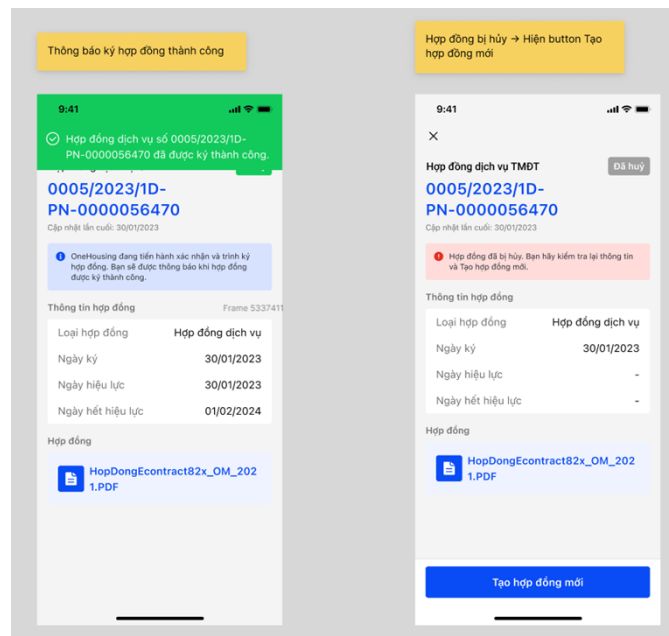 Thông báo ký hợp đồng thành công
9:41
Hợp đồng dịch vụ số 0005/2023/1D-
PN-0000056470 đã được ký thành công.
0005/2023/1D-
PN-0000056470
Cập nhật lần cuối: 30/01/2023
OneHousing đang tiến hành xác nhận và trình ký
hợp đồng. Bạn sẽ được thông báo khi hợp đồng
được ký thành công.
Thông tin hợp đồng
Frame 5337411
Loại hợp đồng Hợp đồng dịch vụ
Ngày ký 30/01/2023
Ngày hiệu lực 30/01/2023
Ngày hết hiệu lực 01/02/2024
Hợp đồng
HopDongEcontract82x_OM_202
1.PDF
Hợp đồng bị hủy → Hiện button Tạo
hợp đồng mới
9:41
Hợp đồng dịch vụ TMĐT Đã huỷ
0005/2023/1D-
PN-0000056470
Cập nhật lần cuối: 30/01/2023
Hợp đồng đã bị hủy. Bạn hãy kiểm tra lại thông tin
và Tạo hợp đồng mới.
Thông tin hợp đồng
Loại hợp đồng Hợp đồng dịch vụ
Ngày ký 30/01/2023
Ngày hiệu lực -
Ngày hết hiệu lực -
Hợp đồng
HopDongEcontract82x_OM_202
1.PDF
Tạo hợp đồng mới